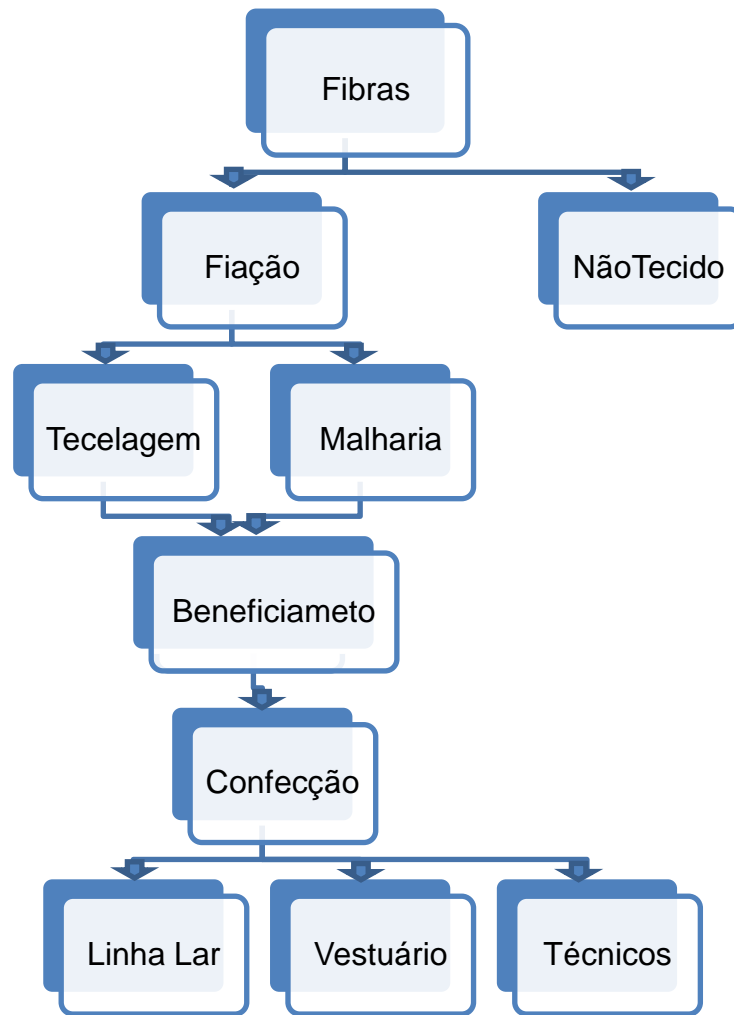 Fibras
Fiação
NãoTecido
Tecelagem
Malharia
Beneficiameto
Confecção
Linha Lar
Vestuário
Técnicos